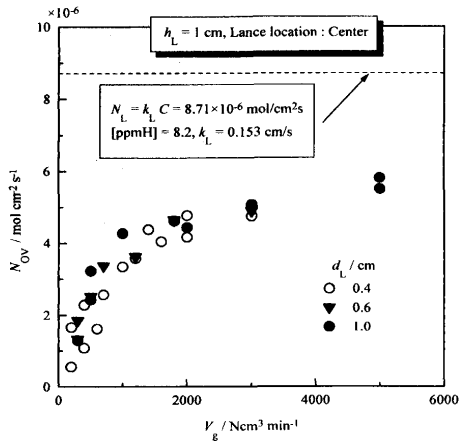 10 ×10⁻⁶
h_L = 1 cm, Lance location : Center
8
N_L = k_L C = 8.71×10⁻⁶ mol/cm²s
[ppmH] = 8.2, k_L = 0.153 cm/s
6
N_OV / mol cm⁻² s⁻¹
4
d_L / cm
0.4
2
0.6
1.0
0
0 2000 4000 6000
V_g / Ncm³ min⁻¹